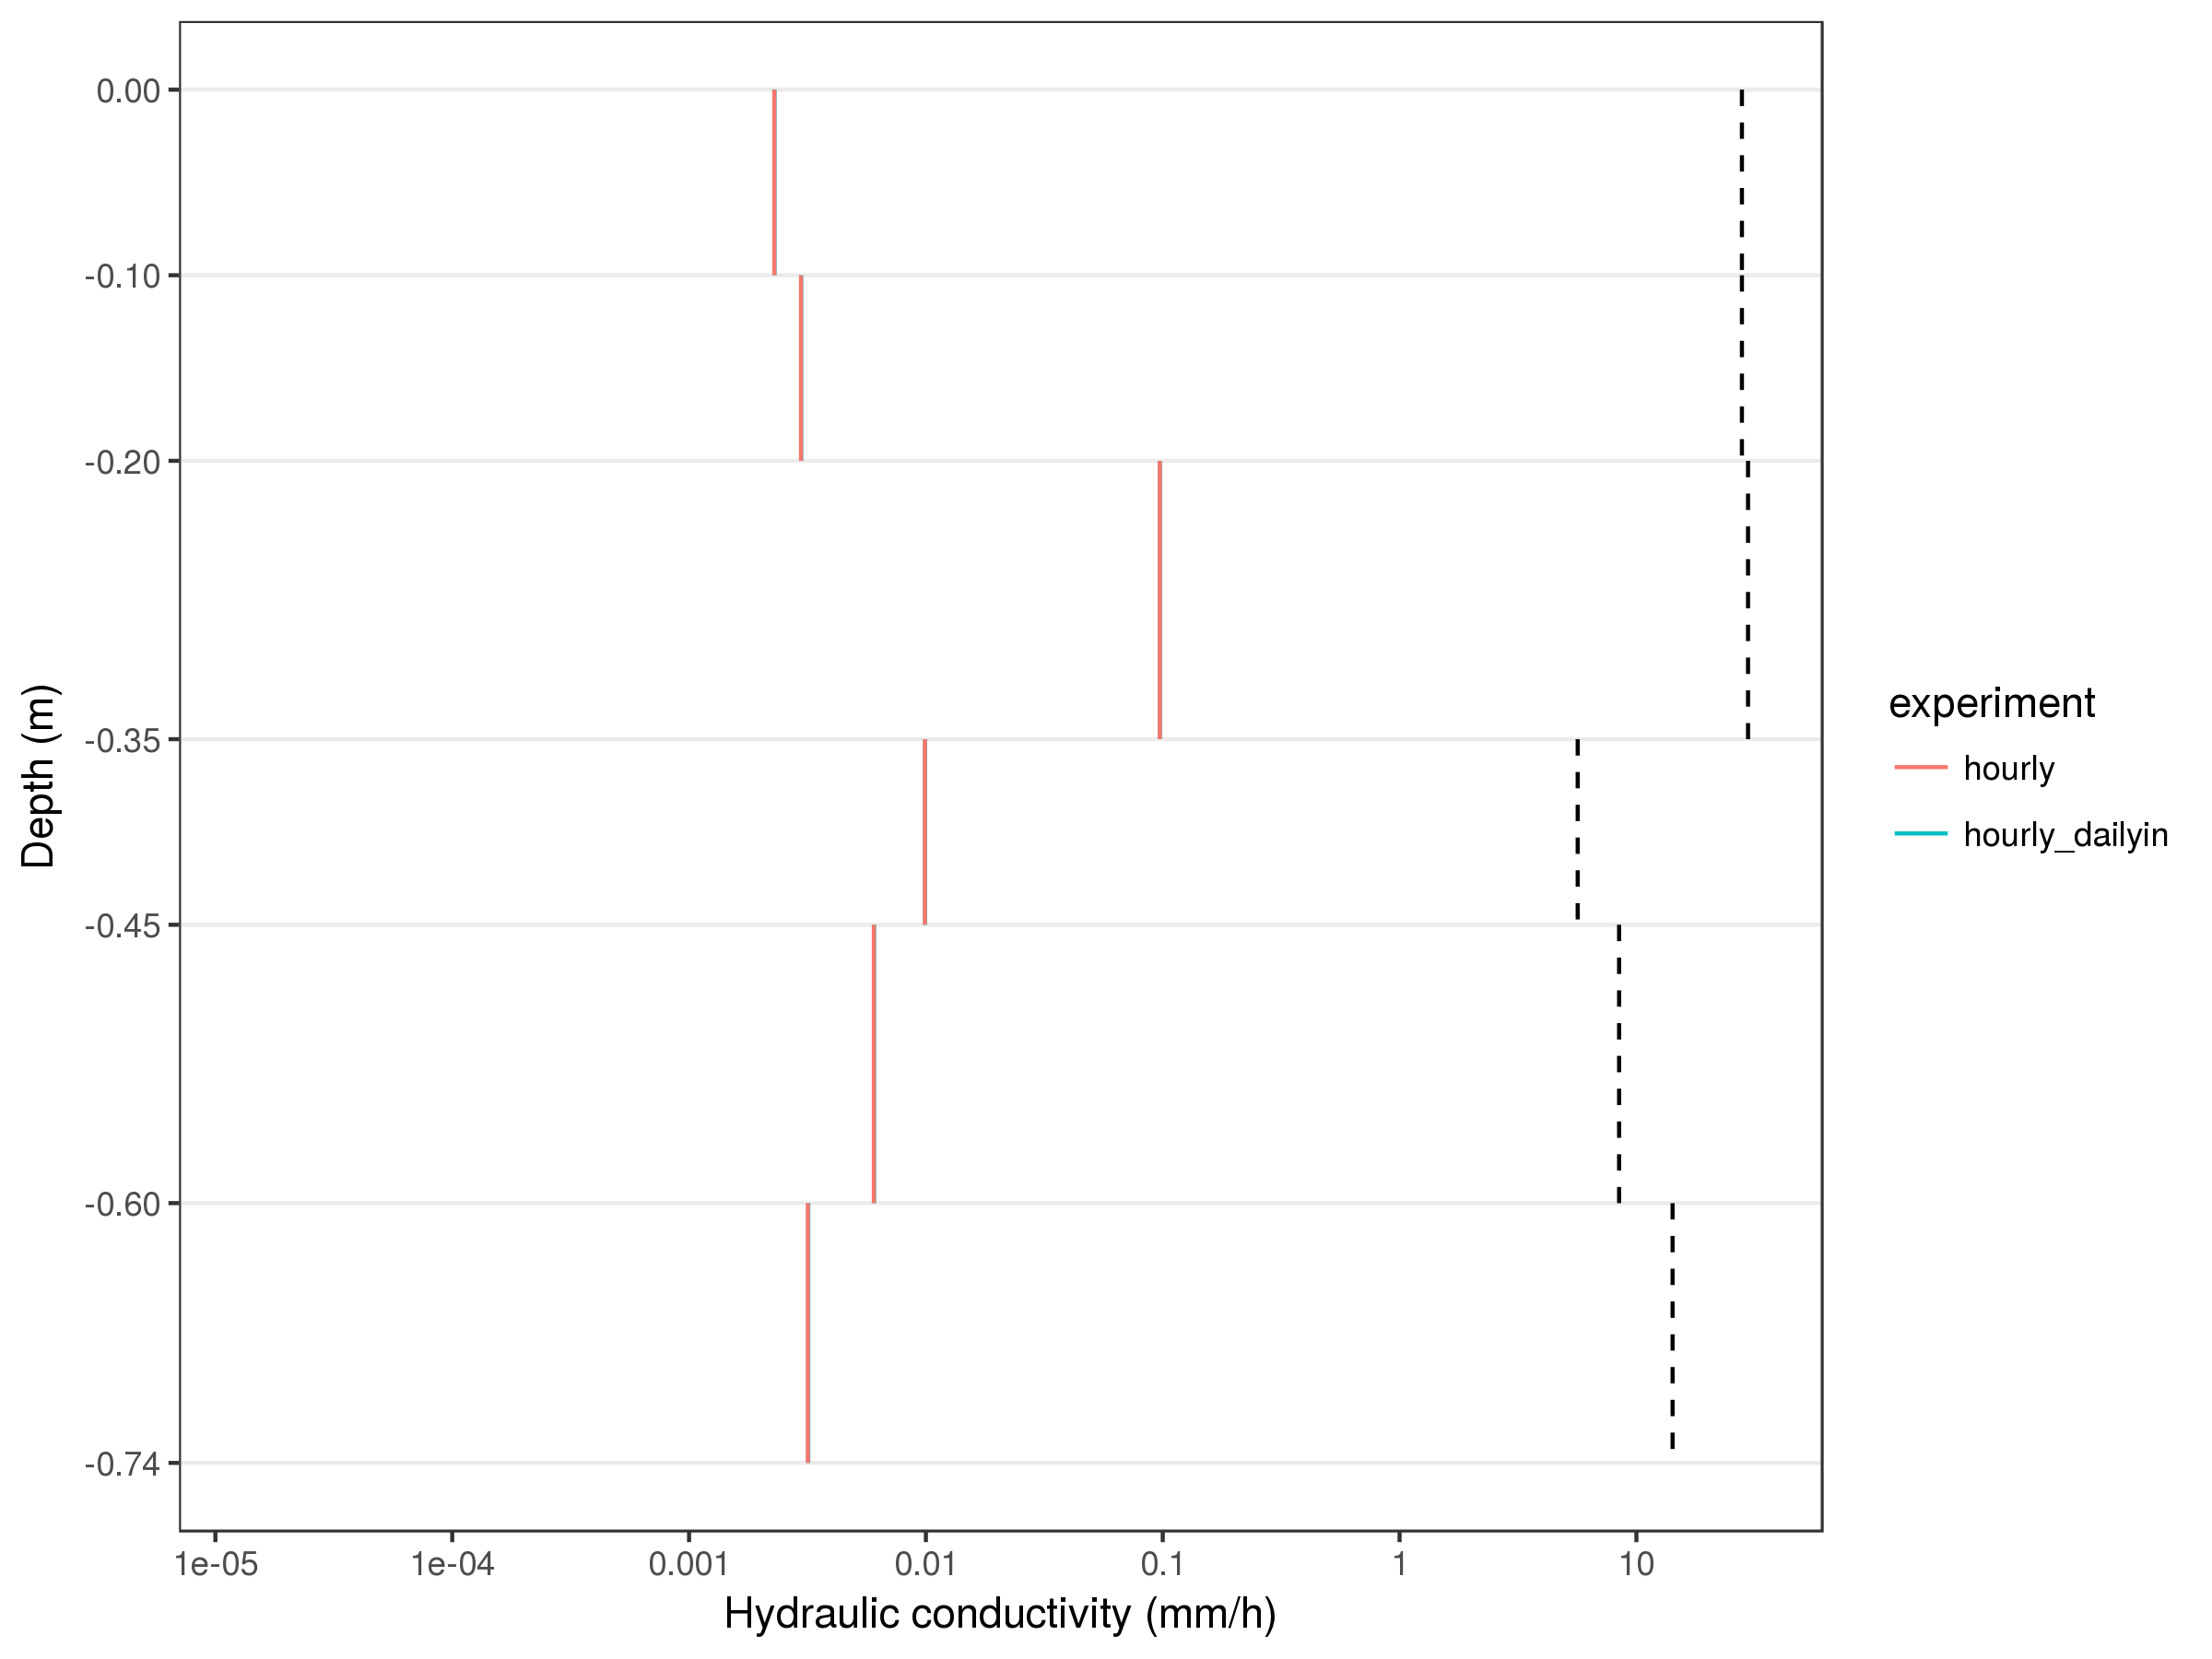 0.00
-0.10
-0.20
-0.35
-0.45
-0.60
-0.74
Depth (m)
1e-05 1e-04 0.001 0.01 0.1 1 10
Hydraulic conductivity (mm/h)
experiment
hourly
hourly_dailyin